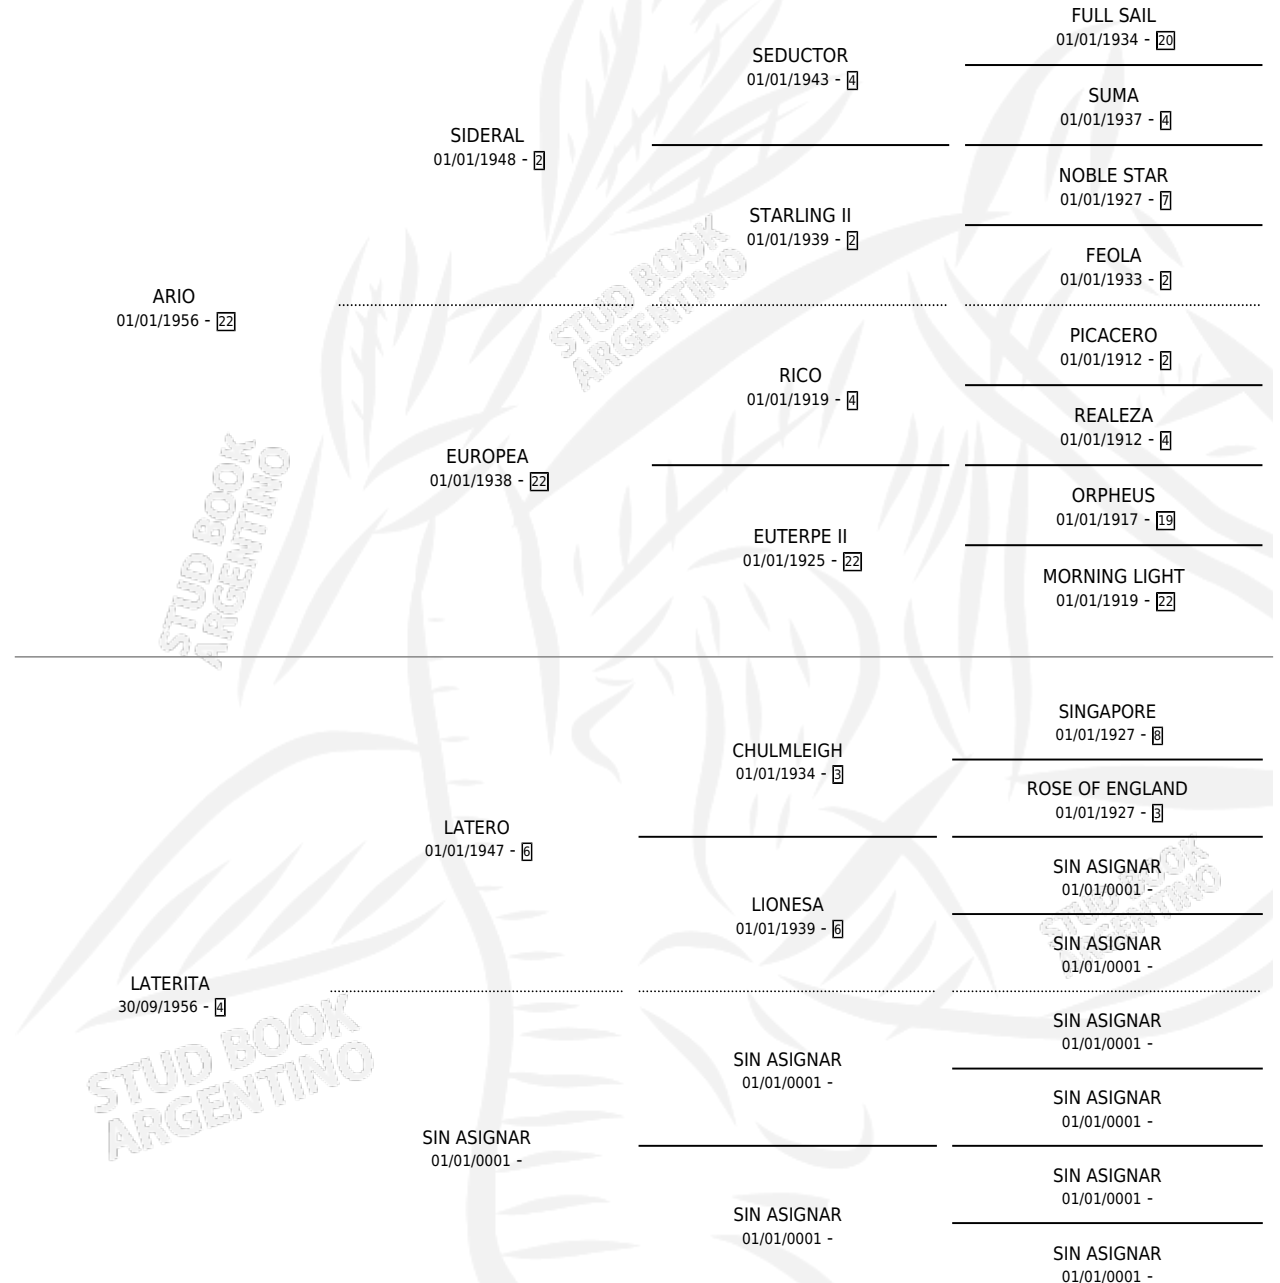 FULL SAIL
01/01/1934 - 20
SEDUCTOR
01/01/1943 - 4
SUMA
01/01/1937 - 4
SIDERAL
01/01/1948 - 2
NOBLE STAR
01/01/1927 - 7
STARLING II
01/01/1939 - 2
FEOLA
01/01/1933 - 2
ARIO
01/01/1956 - 22
PICACERO
01/01/1912 - 2
RICO
01/01/1919 - 4
REALEZA
01/01/1912 - 4
EUROPEA
01/01/1938 - 22
ORPHEUS
01/01/1917 - 19
EUTERPE II
01/01/1925 - 22
MORNING LIGHT
01/01/1919 - 22
STUD BOOK
ARGENTINO
STUD BOOK
ARGENTINO
SINGAPORE
01/01/1927 - 8
CHULMLEIGH
01/01/1934 - 3
ROSE OF ENGLAND
01/01/1927 - 3
LATERO
01/01/1947 - 6
SIN ASIGNAR
01/01/0001 -
LIONESA
01/01/1939 - 6
SIN ASIGNAR
01/01/0001 -
LATERITA
30/09/1956 - 4
SIN ASIGNAR
01/01/0001 -
SIN ASIGNAR
01/01/0001 -
SIN ASIGNAR
01/01/0001 -
SIN ASIGNAR
01/01/0001 -
SIN ASIGNAR
01/01/0001 -
SIN ASIGNAR
01/01/0001 -
SIN ASIGNAR
01/01/0001 -
STUD BOOK
ARGENTINO
STUD BOOK
ARGENTINO